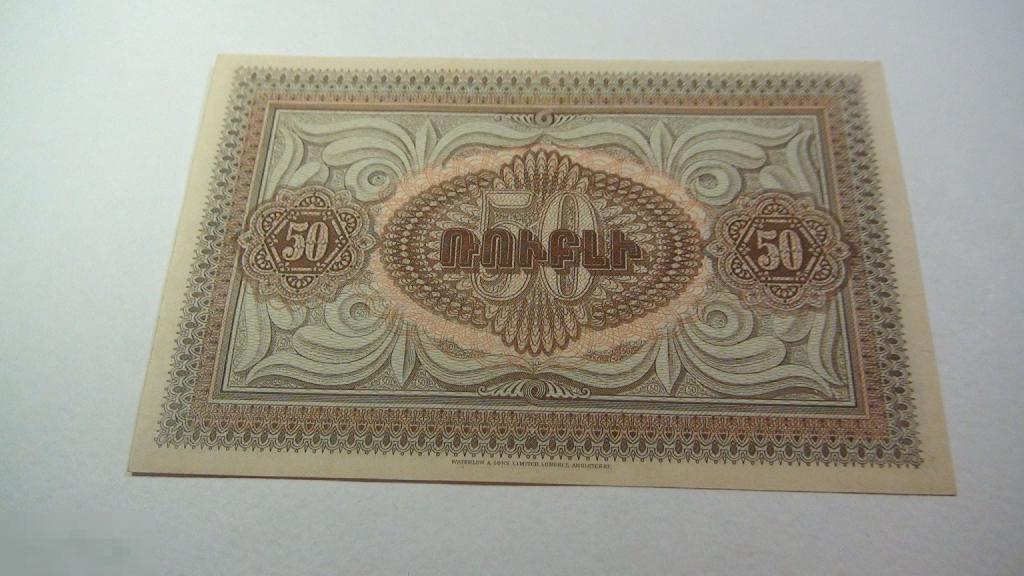 50
50
ՌՈՒԲԼԻ
50
WATERLOW & SONS LIMITED, LONDRES, ANGLETERRE.